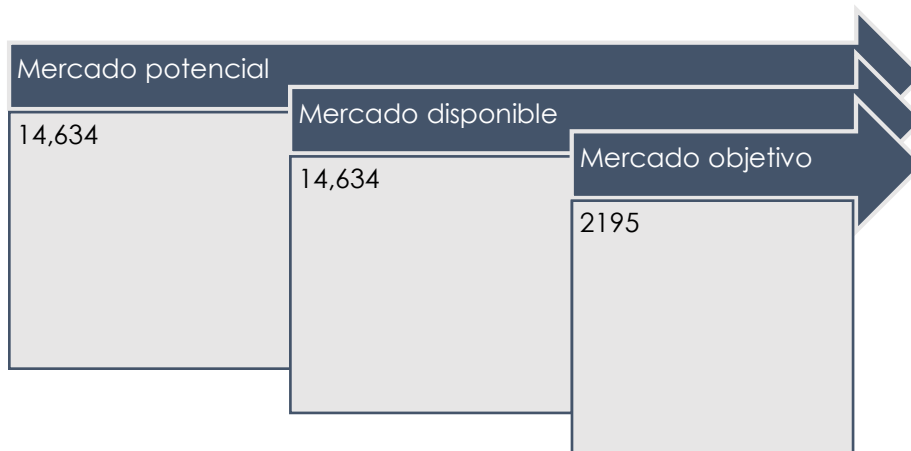 Mercado potencial
14,634
Mercado disponible
14,634
Mercado objetivo
2195